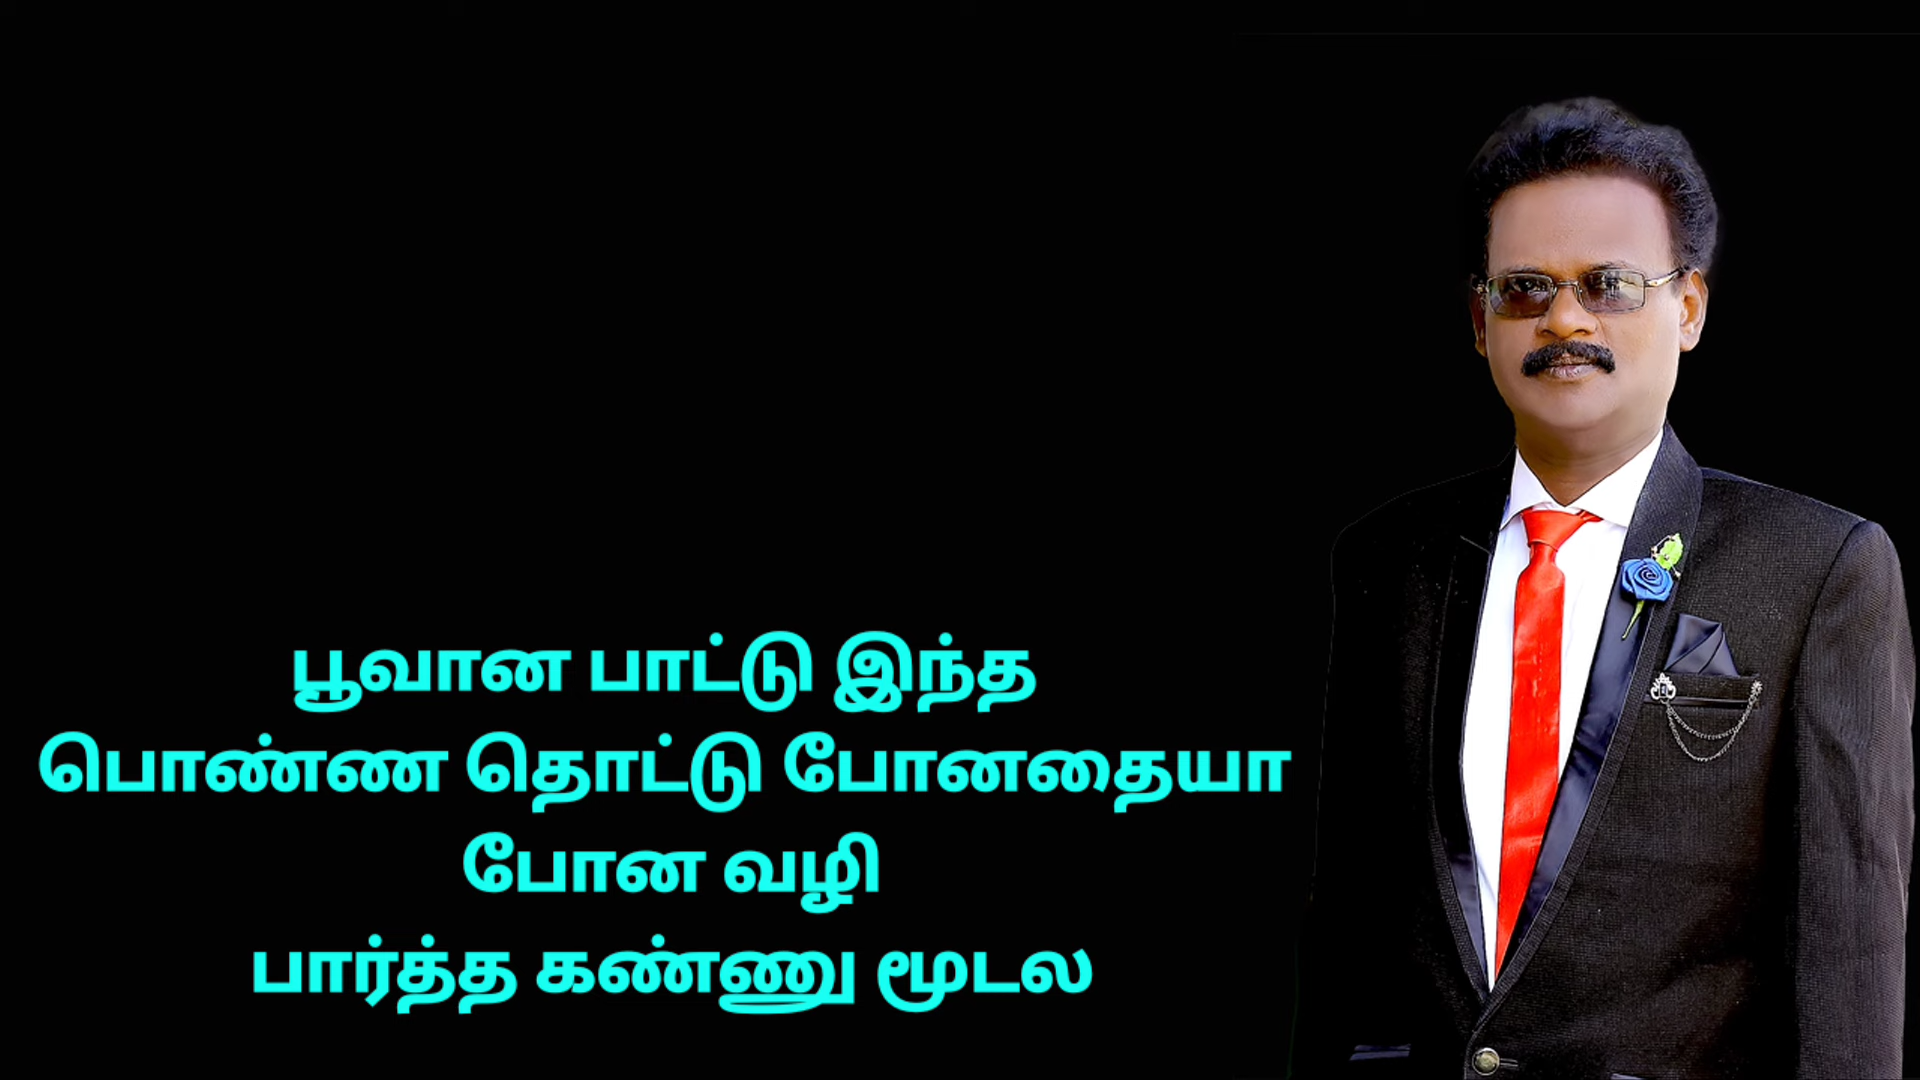 பூவான பாட்டு இந்த
பொண்ண தொட்டு போனதையா
போன வழி
பார்த்த கண்ணு மூடல